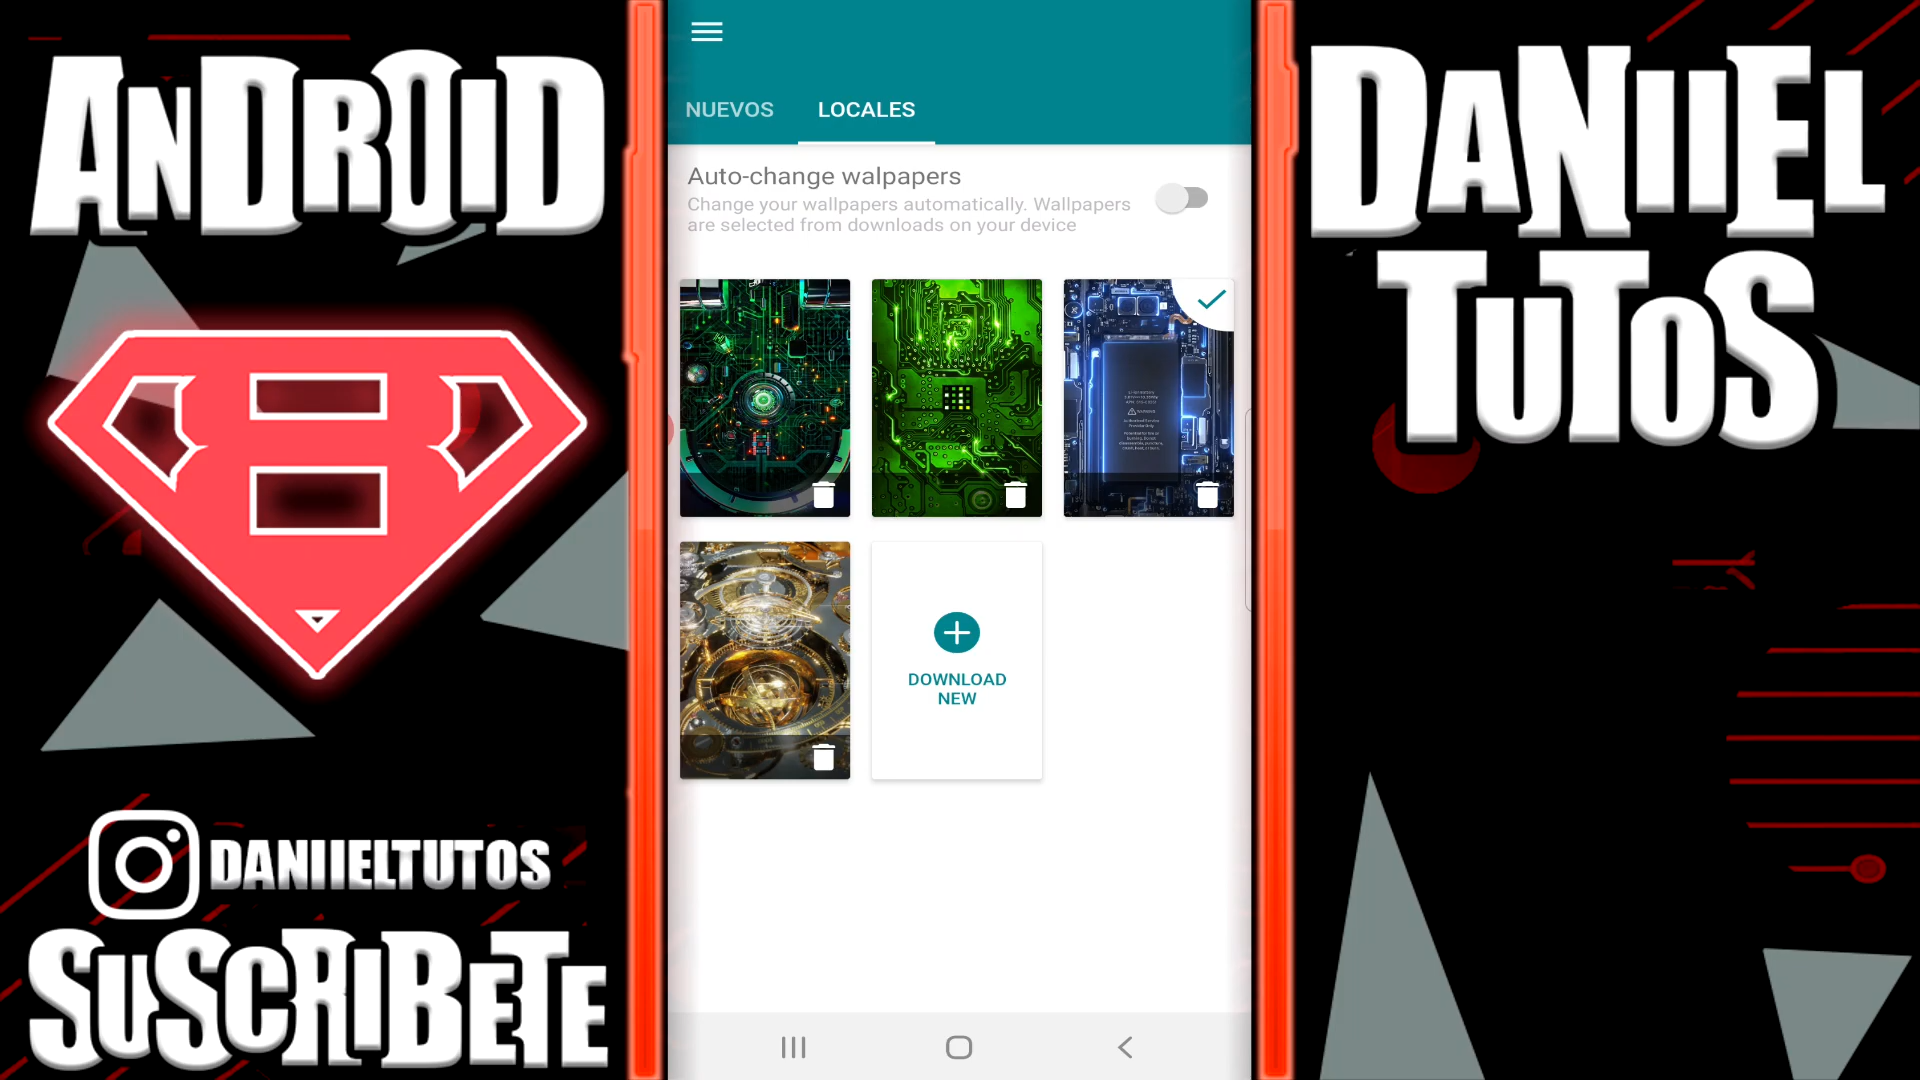 ANDROID
DANIIEL
TUTOS
NUEVOS
LOCALES
Auto-change walpapers
Change your wallpapers automatically. Wallpapers
are selected from downloads on your device
DOWNLOAD
NEW
DANIIELTUTOS
SUSCRIBETE